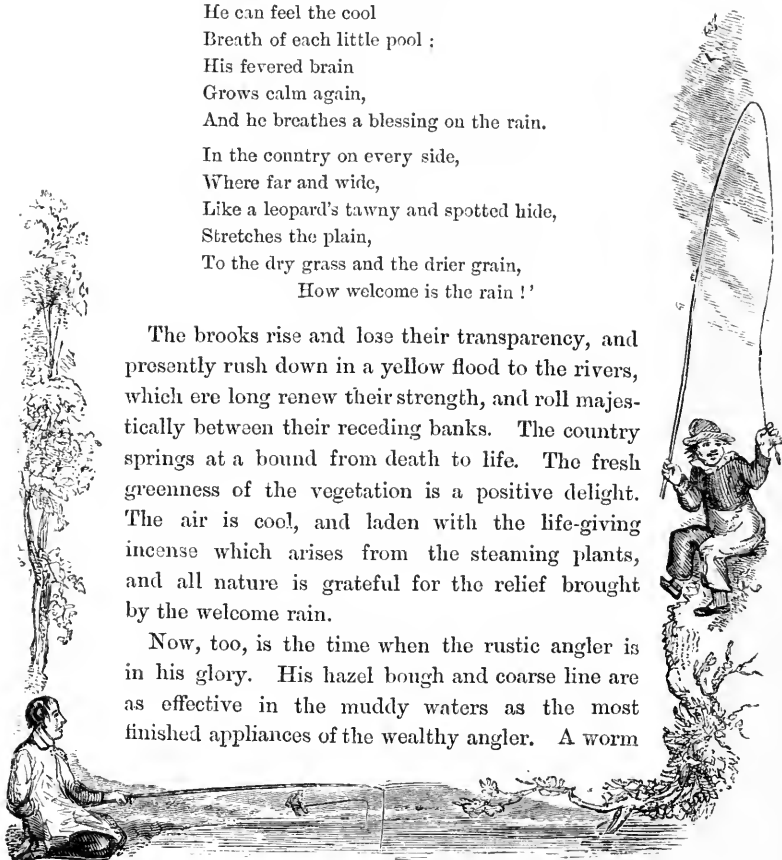 He can feel the cool
Breath of each little pool ;
His fevered brain
Grows calm again,
And he breathes a blessing on the rain.
In the country on every side,
Where far and wide,
Like a leopard's tawny and spotted hide,
Stretches the plain,
To the dry grass and the drier grain,
How welcome is the rain !'
The brooks rise and lose their transparency, and
presently rush down in a yellow flood to the rivers,
which ere long renew their strength, and roll majes-
tically between their receding banks. The country
springs at a bound from death to life. The fresh
greenness of the vegetation is a positive delight.
The air is cool, and laden with the life-giving
incense which arises from the steaming plants,
and all nature is grateful for the relief brought
by the welcome rain.
Now, too, is the time when the rustic angler is
in his glory. His hazel bough and coarse line are
as effective in the muddy waters as the most
finished appliances of the wealthy angler. A worm